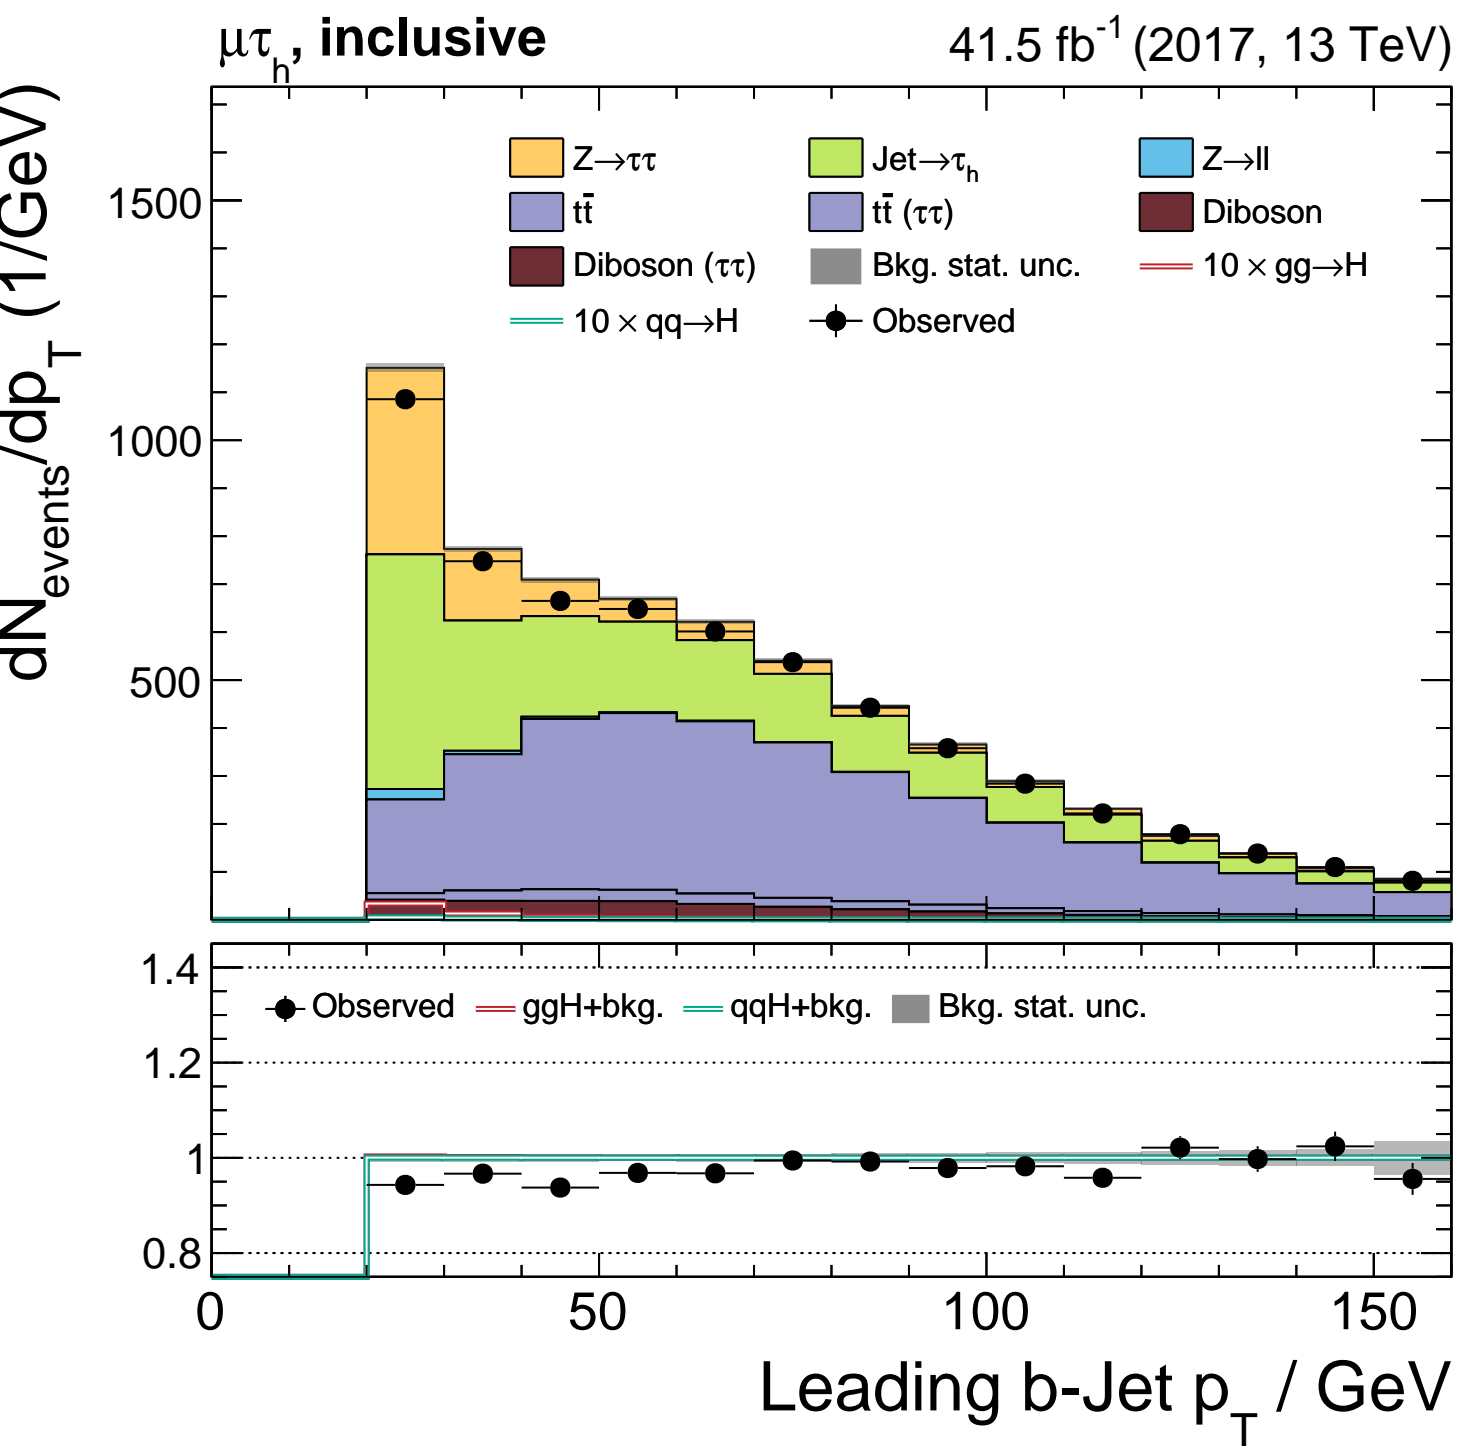 μτh, inclusive 41.5 fb-1 (2017, 13 TeV)
dNevents/dpT (1/GeV)
Z→ττ Jet→τh Z→ll
tt̄ tt̄ (ττ) Diboson
Diboson (ττ) Bkg. stat. unc. 10 × gg→H
10 × qq→H Observed
1500
1000
500
Observed ggH+bkg. qqH+bkg. Bkg. stat. unc.
1.4
1.2
1
0.8
0 50 100 150
Leading b-Jet pT / GeV